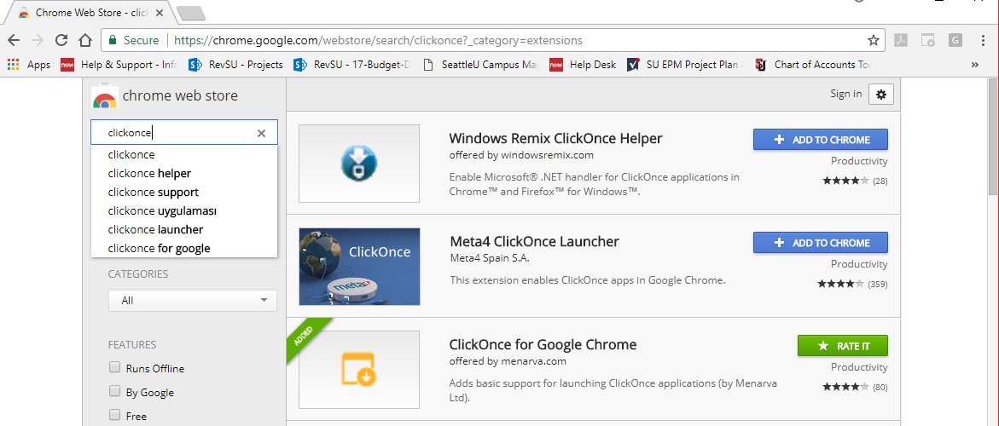 Chrome Web Store - clic
Secure https://chrome.google.com/webstore/search/clickonce?_category=extensions
Apps now Help & Support - Info RevSU - Projects RevSU - 17-Budget-D SeattleU Campus Map now Help Desk SU EPM Project Plan & Chart of Accounts Too »
chrome web store
Sign in
clickonce
clickonce
clickonce helper
clickonce support
clickonce uygulaması
clickonce launcher
clickonce for google
CATEGORIES
All
FEATURES
Runs Offline
By Google
Free
Windows Remix ClickOnce Helper
offered by windowsremix.com
Enable Microsoft® .NET handler for ClickOnce applications in
Chrome™ and Firefox™ for Windows™.
ADD TO CHROME
Productivity
(28)
ClickOnce
meta4
Meta4 ClickOnce Launcher
Meta4 Spain S.A.
This extension enables ClickOnce apps in Google Chrome.
ADD TO CHROME
Productivity
(359)
ADDED
ClickOnce for Google Chrome
offered by menarva.com
Adds basic support for launching ClickOnce applications (by Menarva
Ltd).
RATE IT
Productivity
(80)